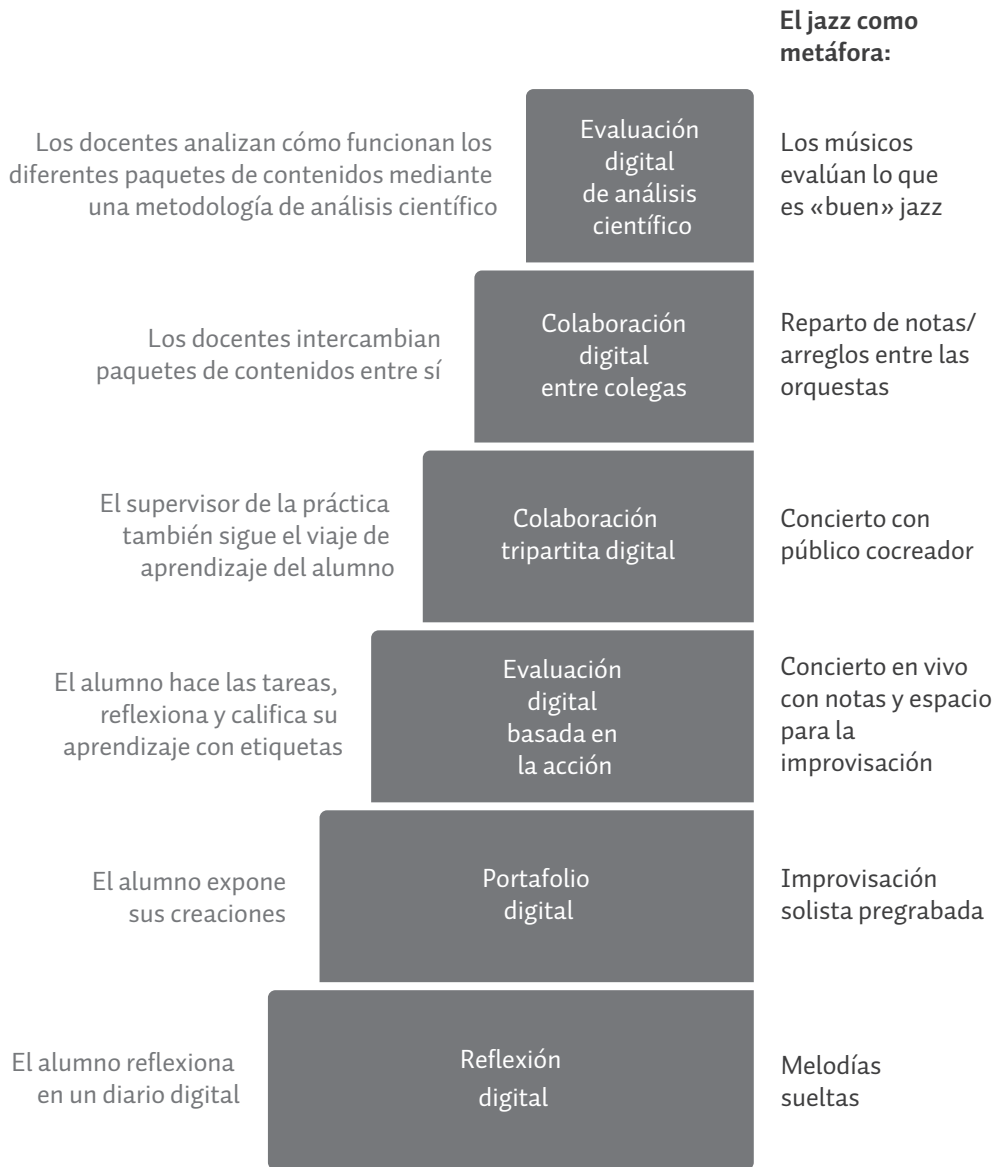 El jazz como
metáfora:
Los docentes analizan cómo funcionan los
diferentes paquetes de contenidos mediante
una metodología de análisis científico
Evaluación
digital
de análisis
científico
Los músicos
evalúan lo que
es «buen» jazz
Los docentes intercambian
paquetes de contenidos entre sí
Colaboración
digital
entre colegas
Reparto de notas/
arreglos entre las
orquestas
El supervisor de la práctica
también sigue el viaje de
aprendizaje del alumno
Colaboración
tripartita digital
Concierto con
público cocreador
El alumno hace las tareas,
reflexiona y califica su
aprendizaje con etiquetas
Evaluación
digital
basada en
la acción
Concierto en vivo
con notas y espacio
para la
improvisación
El alumno expone
sus creaciones
Portafolio
digital
Improvisación
solista pregrabada
El alumno reflexiona
en un diario digital
Reflexión
digital
Melodías
sueltas